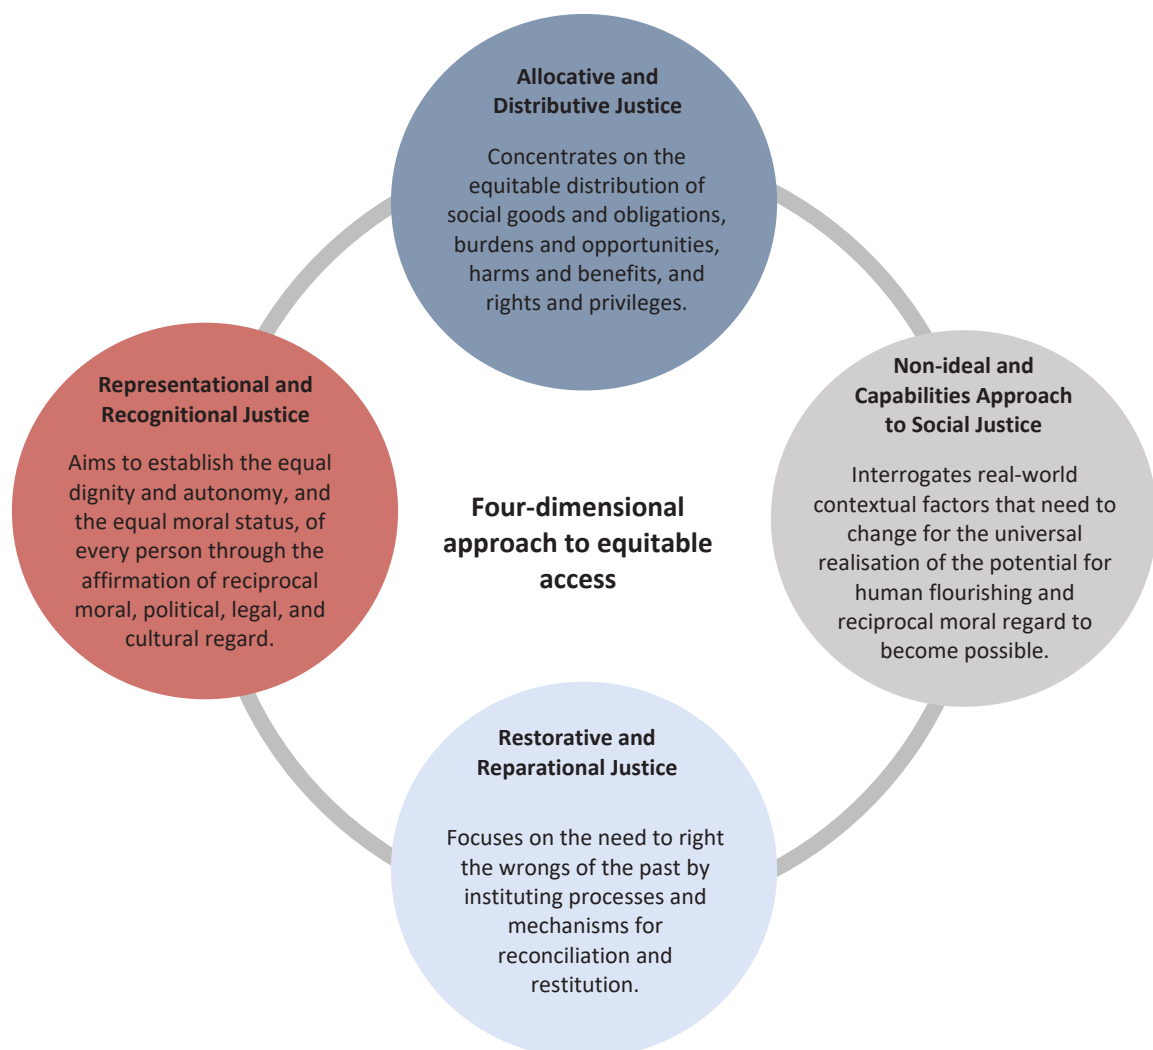 Allocative and
Distributive Justice
Concentrates on the
equitable distribution of
social goods and obligations,
burdens and opportunities,
harms and benefits, and
rights and privileges.
Non-ideal and
Capabilities Approach
to Social Justice
Interrogates real-world
contextual factors that need to
change for the universal
realisation of the potential for
human flourishing and
reciprocal moral regard to
become possible.
Representational and
Recognitional Justice
Aims to establish the equal
dignity and autonomy, and
the equal moral status, of
every person through the
affirmation of reciprocal
moral, political, legal, and
cultural regard.
Four-dimensional
approach to equitable
access
Restorative and
Reparational Justice
Focuses on the need to right
the wrongs of the past by
instituting processes and
mechanisms for
reconciliation and
restitution.